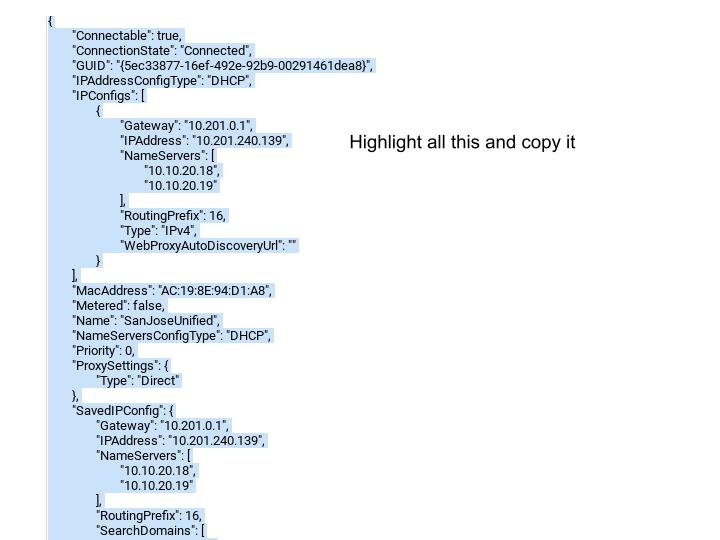 {
"Connectable": true,
"ConnectionState": "Connected",
"GUID": "{5ec33877-16ef-492e-92b9-00291461dea8}",
"IPAddressConfigType": "DHCP",
"IPConfigs": [
{
"Gateway": "10.201.0.1",
"IPAddress": "10.201.240.139",
Highlight all this and copy it
"NameServers": [
"10.10.20.18",
"10.10.20.19"
],
"RoutingPrefix": 16,
"Type": "IPv4",
"WebProxyAutoDiscoveryUrl": ""
}
],
"MacAddress": "AC:19:8E:94:D1:A8",
"Metered": false,
"Name": "SanJoseUnified",
"NameServersConfigType": "DHCP",
"Priority": 0,
"ProxySettings": {
"Type": "Direct"
},
"SavedIPConfig": {
"Gateway": "10.201.0.1",
"IPAddress": "10.201.240.139",
"NameServers": [
"10.10.20.18",
"10.10.20.19"
],
"RoutingPrefix": 16,
"SearchDomains": [